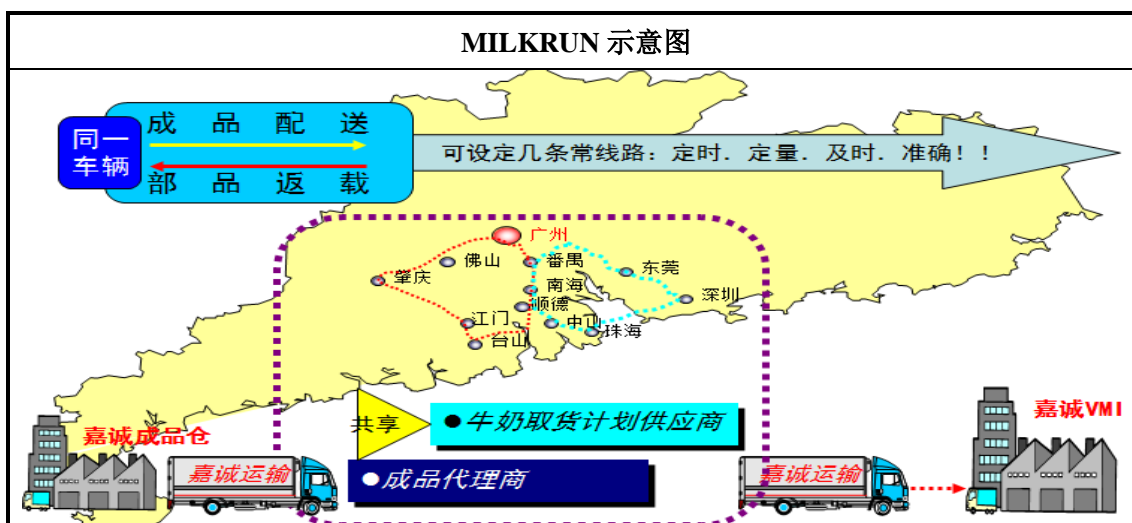 MILKRUN 示意图
同一
车辆
成 品 配 送
部 品 返 载
可设定几条常线路：定时．定量．及时．准确！！
广州
佛山
番禺
东莞
肇庆
南海
深圳
顺德
江门
中山
珠海
台山
共享
●牛奶取货计划供应商
●成品代理商
嘉诚成品仓
嘉诚运输
嘉诚运输
嘉诚VMI